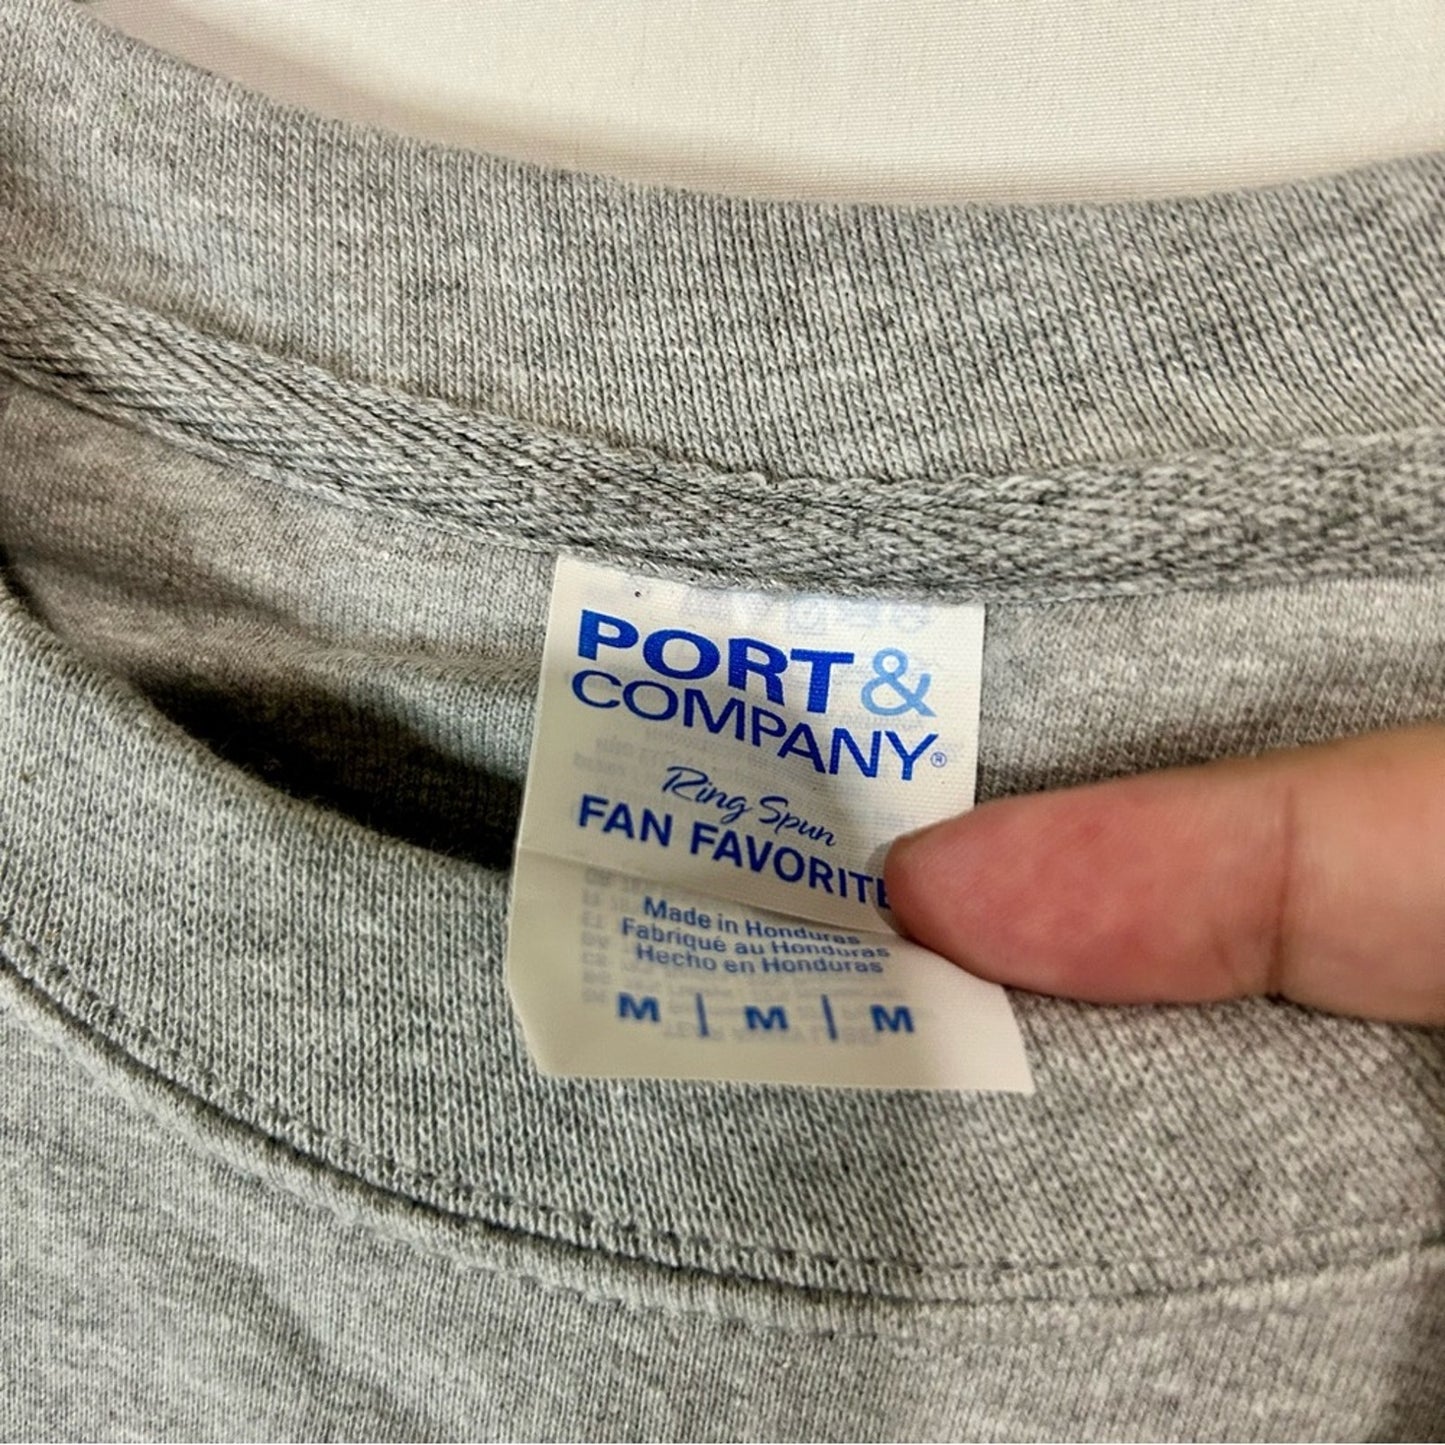 PORT &
COMPANY®
Ring Spun
FAN FAVORITE
Made in Honduras
Fabriqué au Honduras
Hecho en Honduras
M | M | M